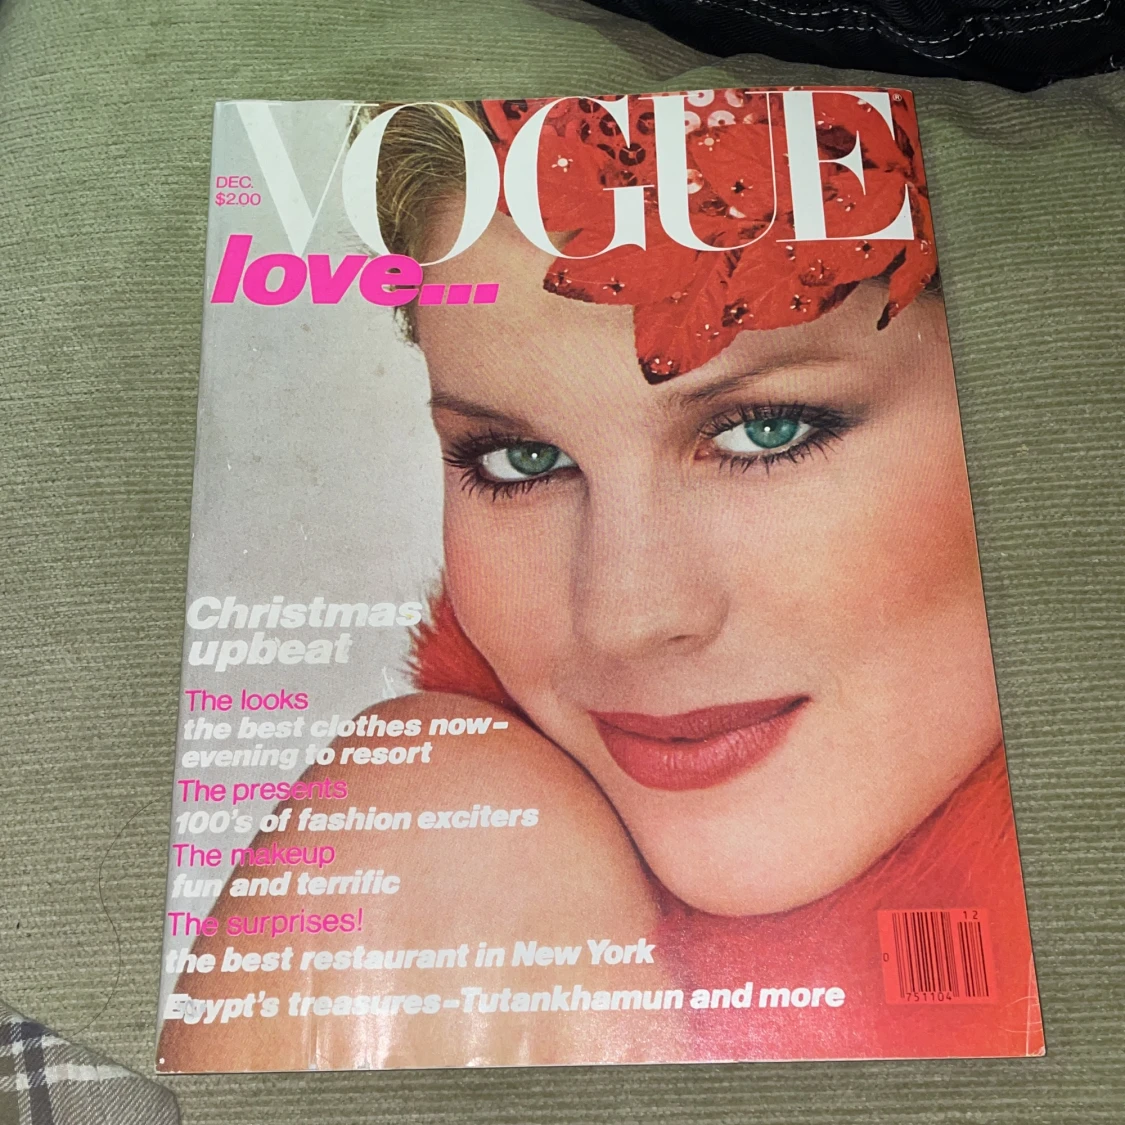 VOGUE®
DEC.
$2.00
love...
Christmas
upbeat
The looks
the best clothes now–
evening to resort
The presents
100's of fashion exciters
The makeup
fun and terrific
The surprises!
the best restaurant in New York
Egypt's treasures–Tutankhamun and more
12
0
751104